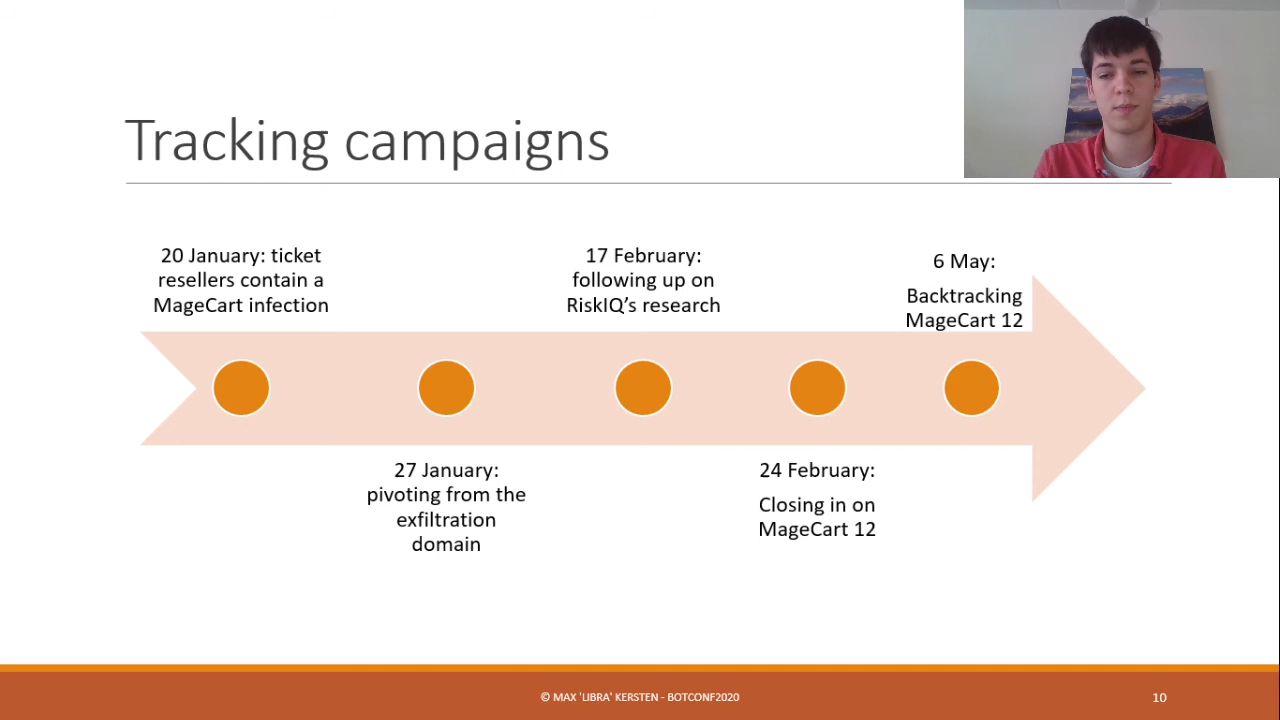 Tracking campaigns
20 January: ticket
resellers contain a
MageCart infection
27 January:
pivoting from the
exfiltration
domain
17 February:
following up on
RiskIQ's research
24 February:
Closing in on
MageCart 12
6 May:
Backtracking
MageCart 12
© MAX 'LIBRA' KERSTEN - BOTCONF2020
10